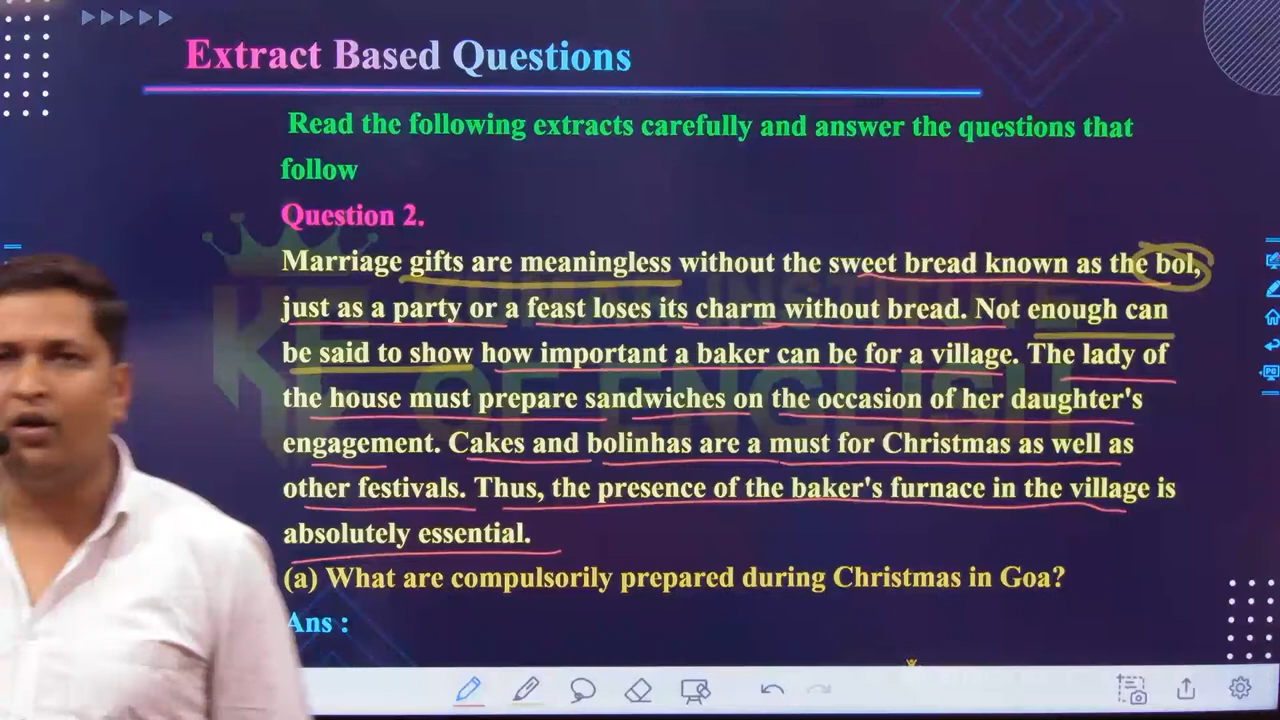 Extract Based Questions
Read the following extracts carefully and answer the questions that
follow
Question 2.
Marriage gifts are meaningless without the sweet bread known as the bol,
just as a party or a feast loses its charm without bread. Not enough can
be said to show how important a baker can be for a village. The lady of
the house must prepare sandwiches on the occasion of her daughter's
engagement. Cakes and bolinhas are a must for Christmas as well as
other festivals. Thus, the presence of the baker's furnace in the village is
absolutely essential.
(a) What are compulsorily prepared during Christmas in Goa?
Ans :